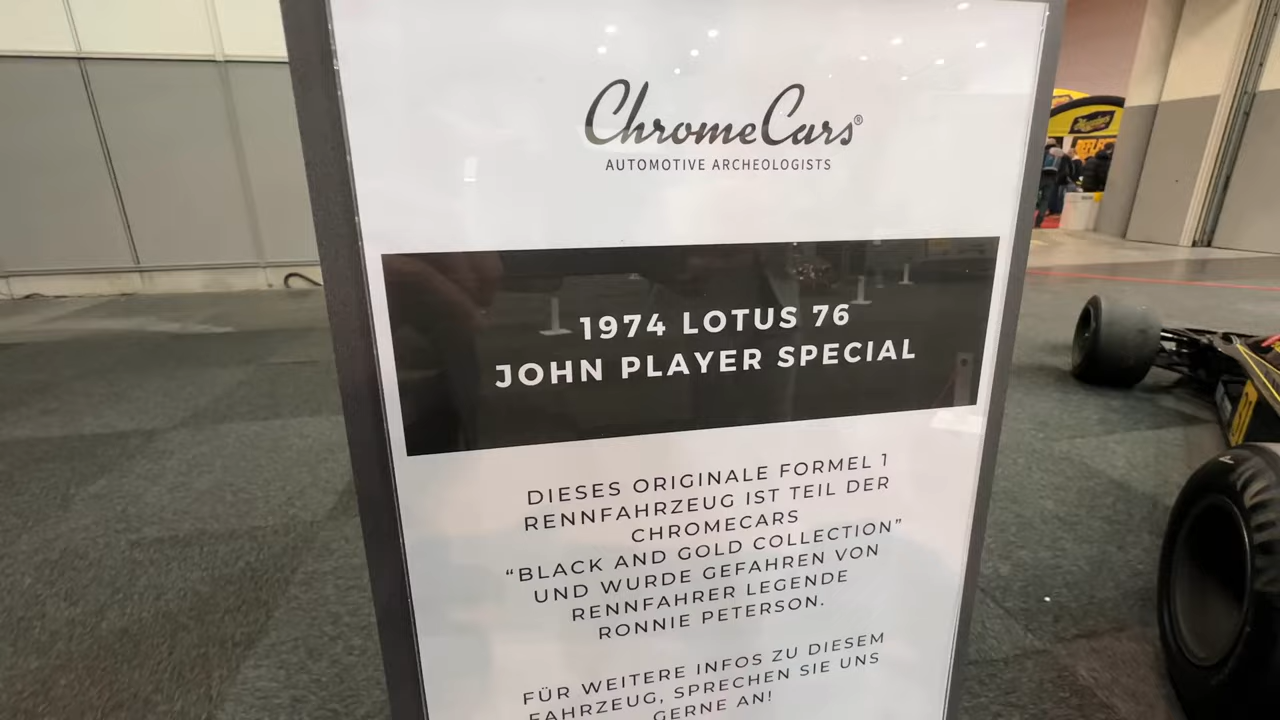 ChromeCars®
AUTOMOTIVE ARCHEOLOGISTS
1974 LOTUS 76
JOHN PLAYER SPECIAL
DIESES ORIGINALE FORMEL 1
RENNFAHRZEUG IST TEIL DER
CHROMECARS
“BLACK AND GOLD COLLECTION”
UND WURDE GEFAHREN VON
RENNFAHRER LEGENDE
RONNIE PETERSON.
FÜR WEITERE INFOS ZU DIESEM
FAHRZEUG, SPRECHEN SIE UNS
GERNE AN!